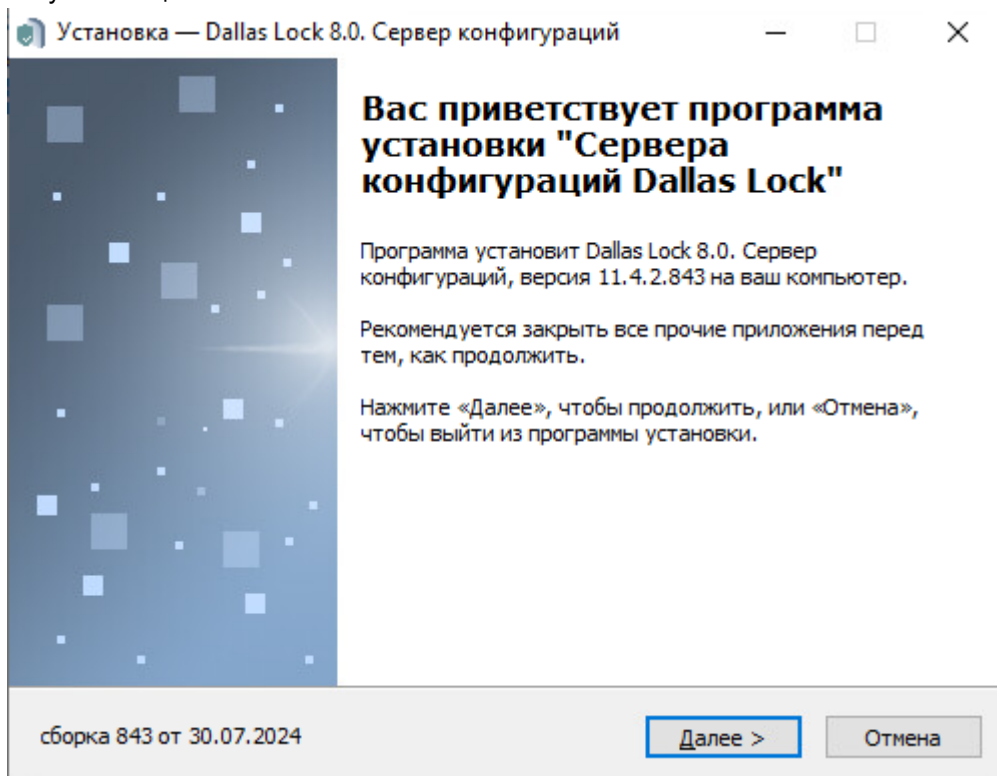 Установка — Dallas Lock 8.0. Сервер конфигураций
Вас приветствует программа
установки "Сервера
конфигураций Dallas Lock"
Программа установит Dallas Lock 8.0. Сервер
конфигураций, версия 11.4.2.843 на ваш компьютер.
Рекомендуется закрыть все прочие приложения перед
тем, как продолжить.
Нажмите «Далее», чтобы продолжить, или «Отмена»,
чтобы выйти из программы установки.
сборка 843 от 30.07.2024
Далее >
Отмена